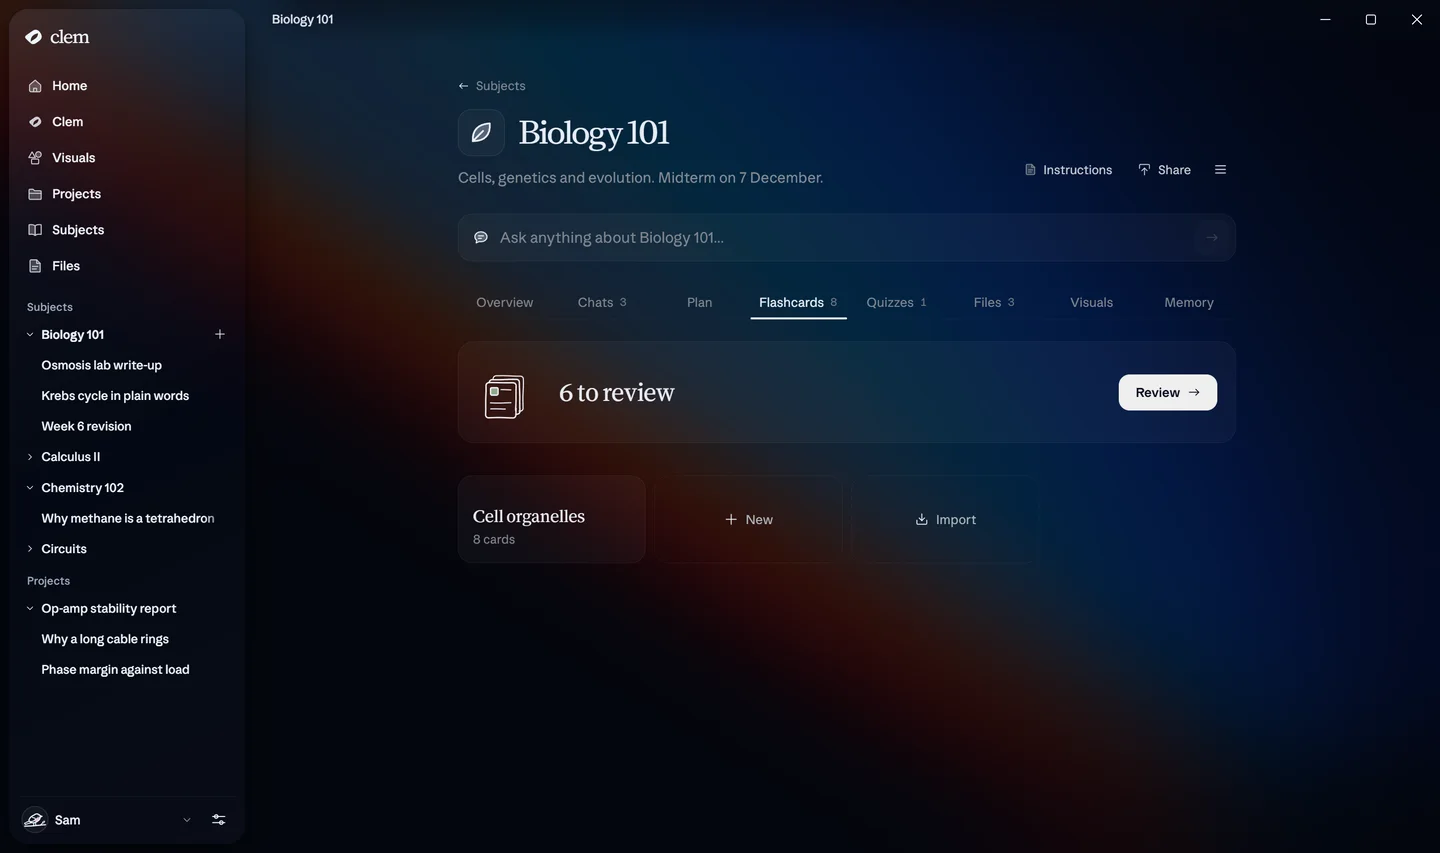 clem
Home
Clem
Visuals
Projects
Subjects
Files
Subjects
Biology 101
Osmosis lab write-up
Krebs cycle in plain words
Week 6 revision
Calculus II
Chemistry 102
Why methane is a tetrahedron
Circuits
Projects
Op-amp stability report
Why a long cable rings
Phase margin against load
Sam
Biology 101
Subjects
Biology 101
Cells, genetics and evolution. Midterm on 7 December.
Instructions
Share
Ask anything about Biology 101...
Overview
Chats 3
Plan
Flashcards 8
Quizzes 1
Files 3
Visuals
Memory
6 to review
Review
Cell organelles
8 cards
New
Import